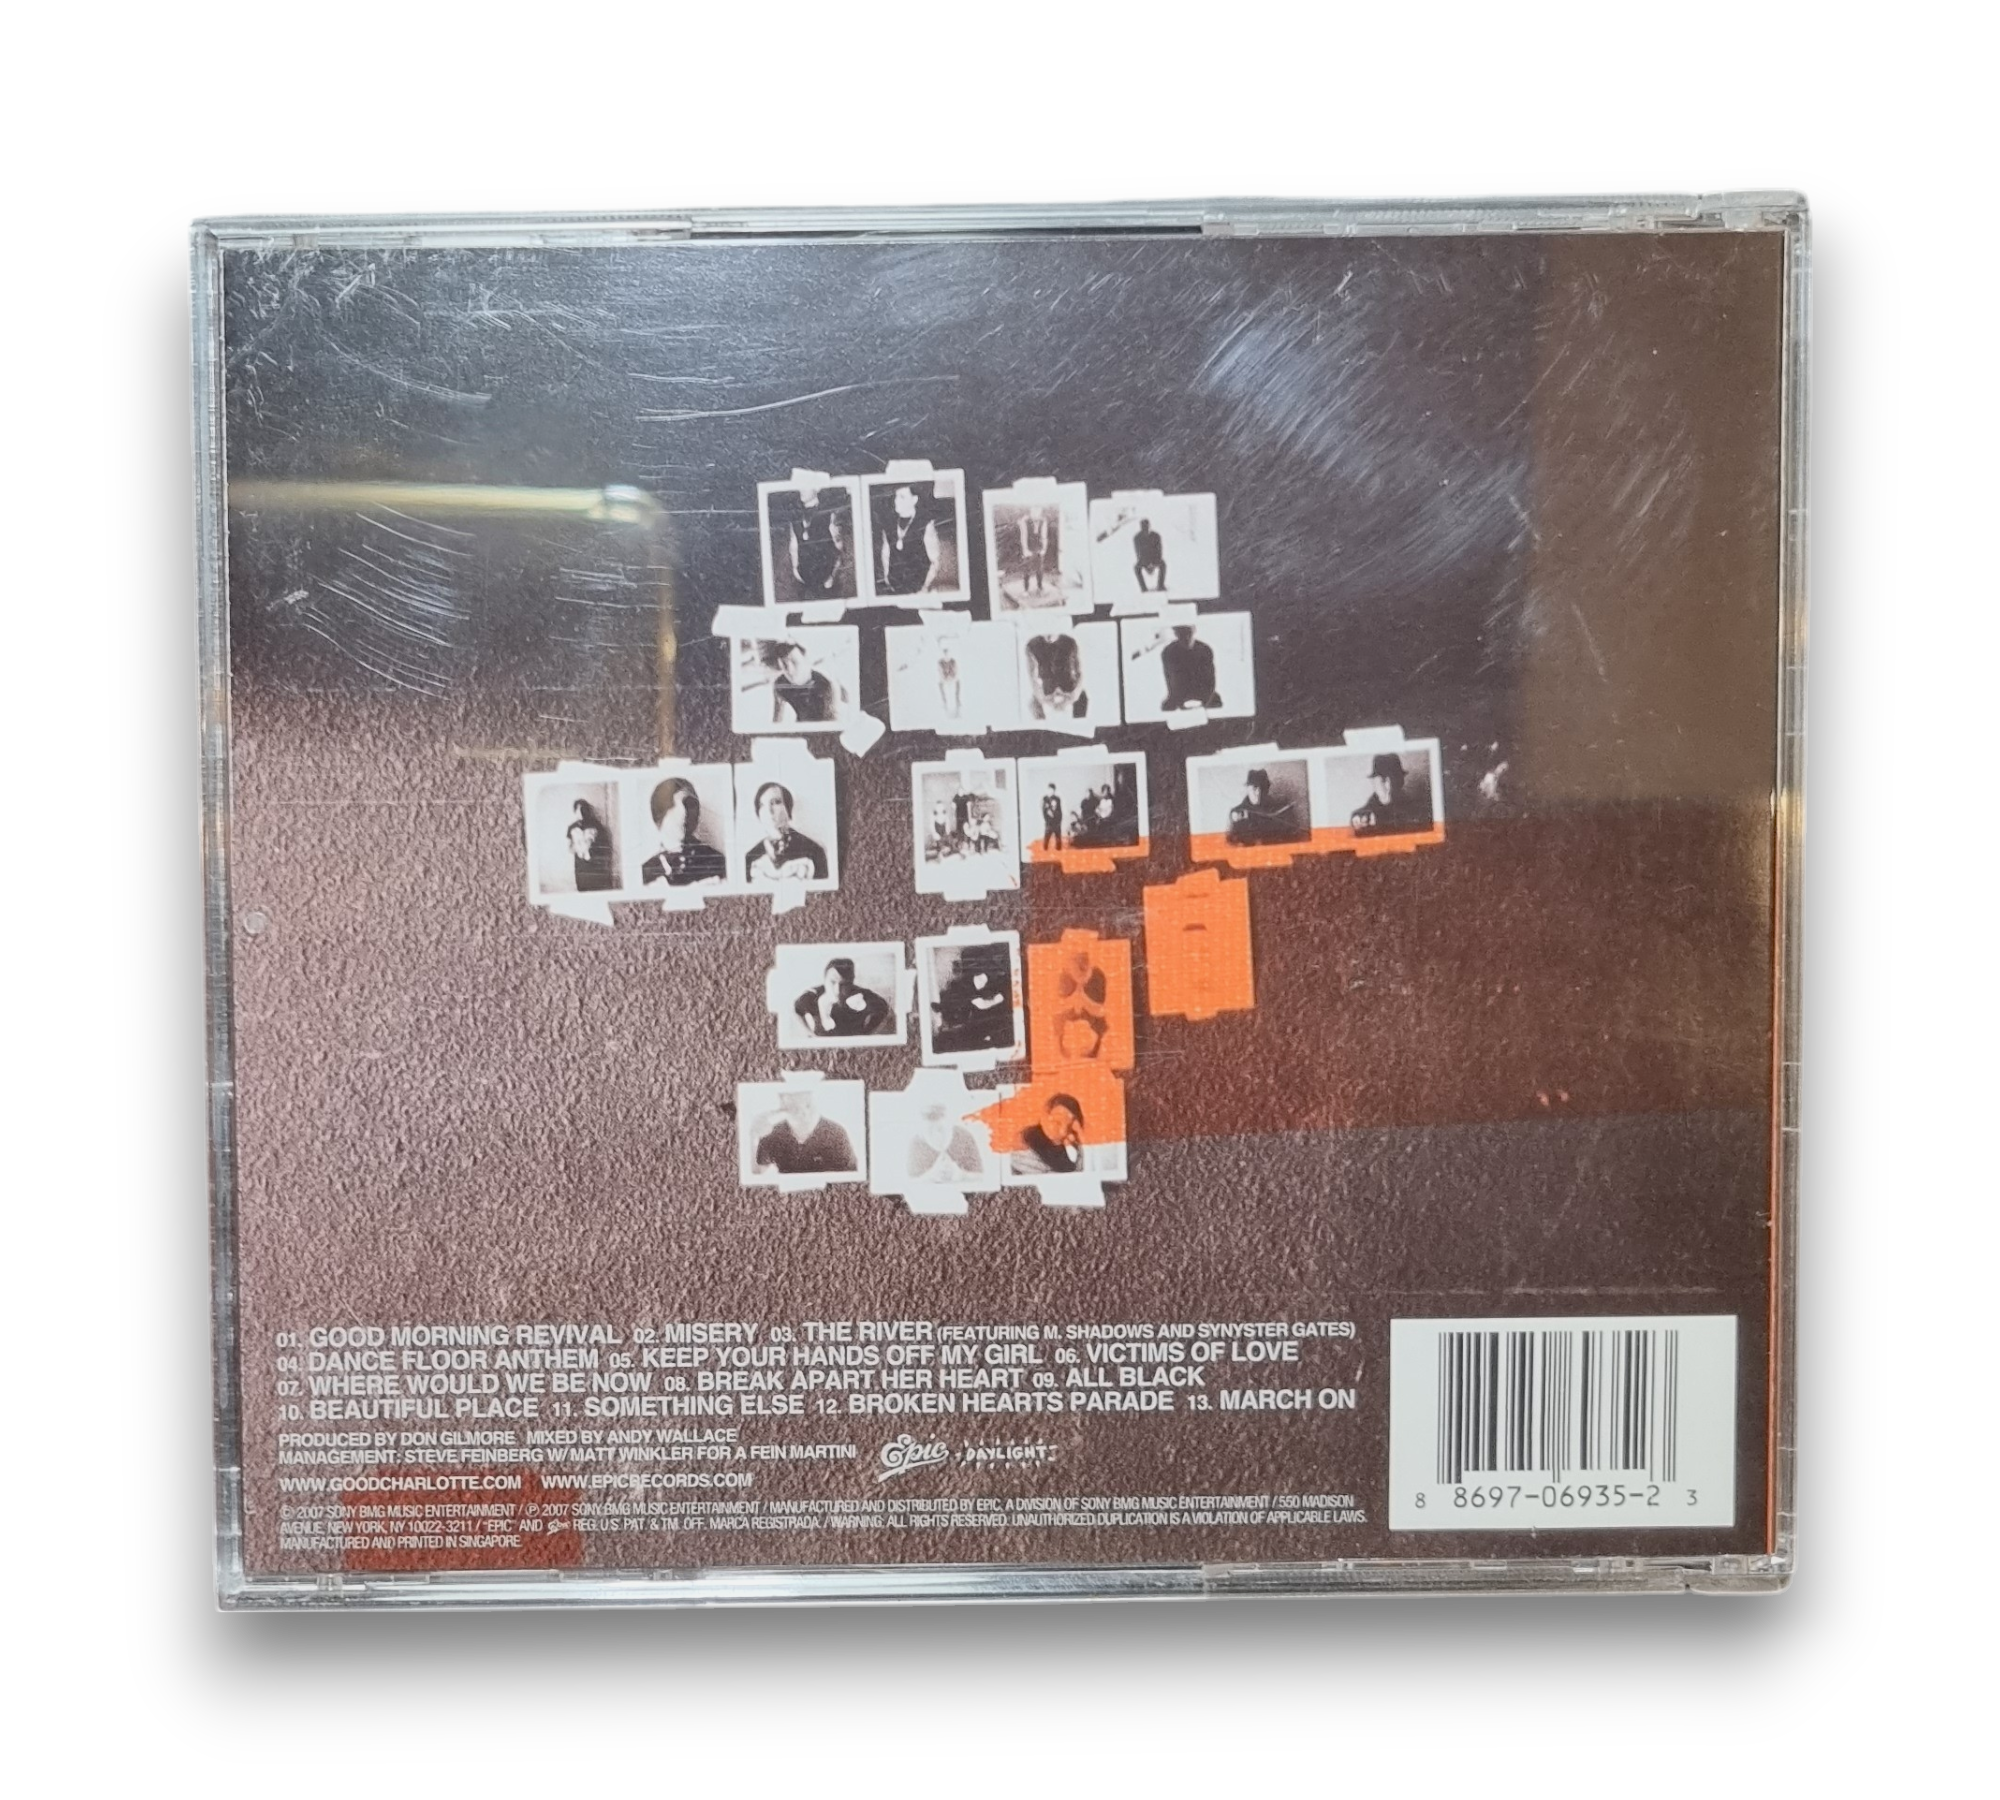 01. GOOD MORNING REVIVAL 02. MISERY 03. THE RIVER (FEATURING M. SHADOWS AND SYNYSTER GATES)
04. DANCE FLOOR ANTHEM 05. KEEP YOUR HANDS OFF MY GIRL 06. VICTIMS OF LOVE
07. WHERE WOULD WE BE NOW 08. BREAK APART HER HEART 09. ALL BLACK
10. BEAUTIFUL PLACE 11. SOMETHING ELSE 12. BROKEN HEARTS PARADE 13. MARCH ON
PRODUCED BY DON GILMORE MIXED BY ANDY WALLACE
MANAGEMENT: STEVE FEINBERG W/ MATT WINKLER FOR A FEIN MARTINI
Epic DAYLIGHT
WWW.GOODCHARLOTTE.COM WWW.EPICRECORDS.COM
© 2007 SONY BMG MUSIC ENTERTAINMENT / ℗ 2007 SONY BMG MUSIC ENTERTAINMENT / MANUFACTURED AND DISTRIBUTED BY EPIC, A DIVISION OF SONY BMG MUSIC ENTERTAINMENT / 550 MADISON
AVENUE, NEW YORK, NY 10022-3211 / "EPIC" AND Epic REG. U.S. PAT. & TM. OFF. MARCA REGISTRADA. / WARNING: ALL RIGHTS RESERVED. UNAUTHORIZED DUPLICATION IS A VIOLATION OF APPLICABLE LAWS.
MANUFACTURED AND PRINTED IN SINGAPORE.
8 8697-06935-2 3